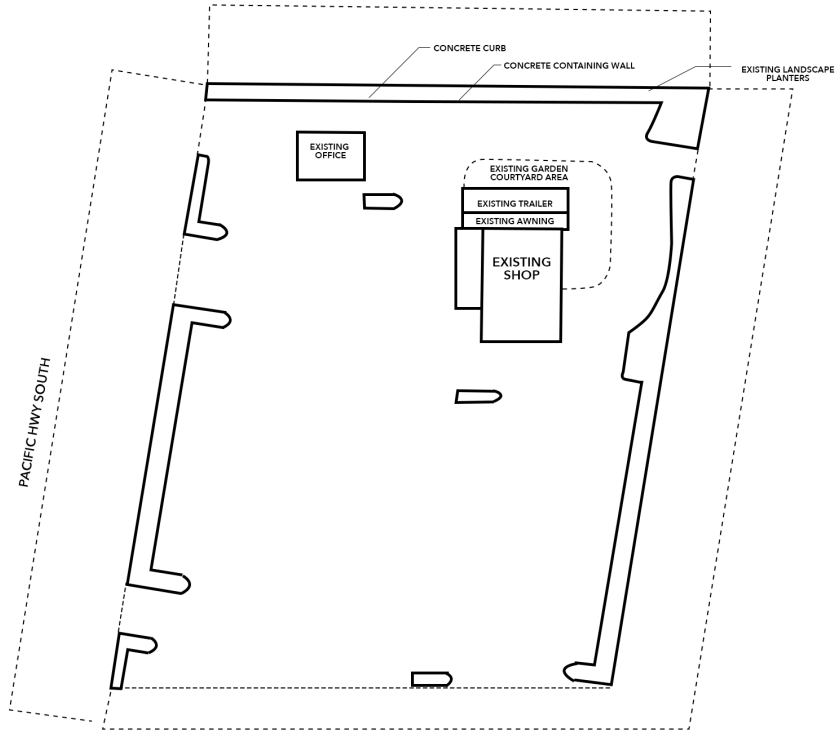 CONCRETE CURB
CONCRETE CONTAINING WALL
EXISTING LANDSCAPE
PLANTERS
EXISTING
OFFICE
EXISTING GARDEN
COURTYARD AREA
EXISTING TRAILER
EXISTING AWNING
EXISTING
SHOP
PACIFIC HWY SOUTH